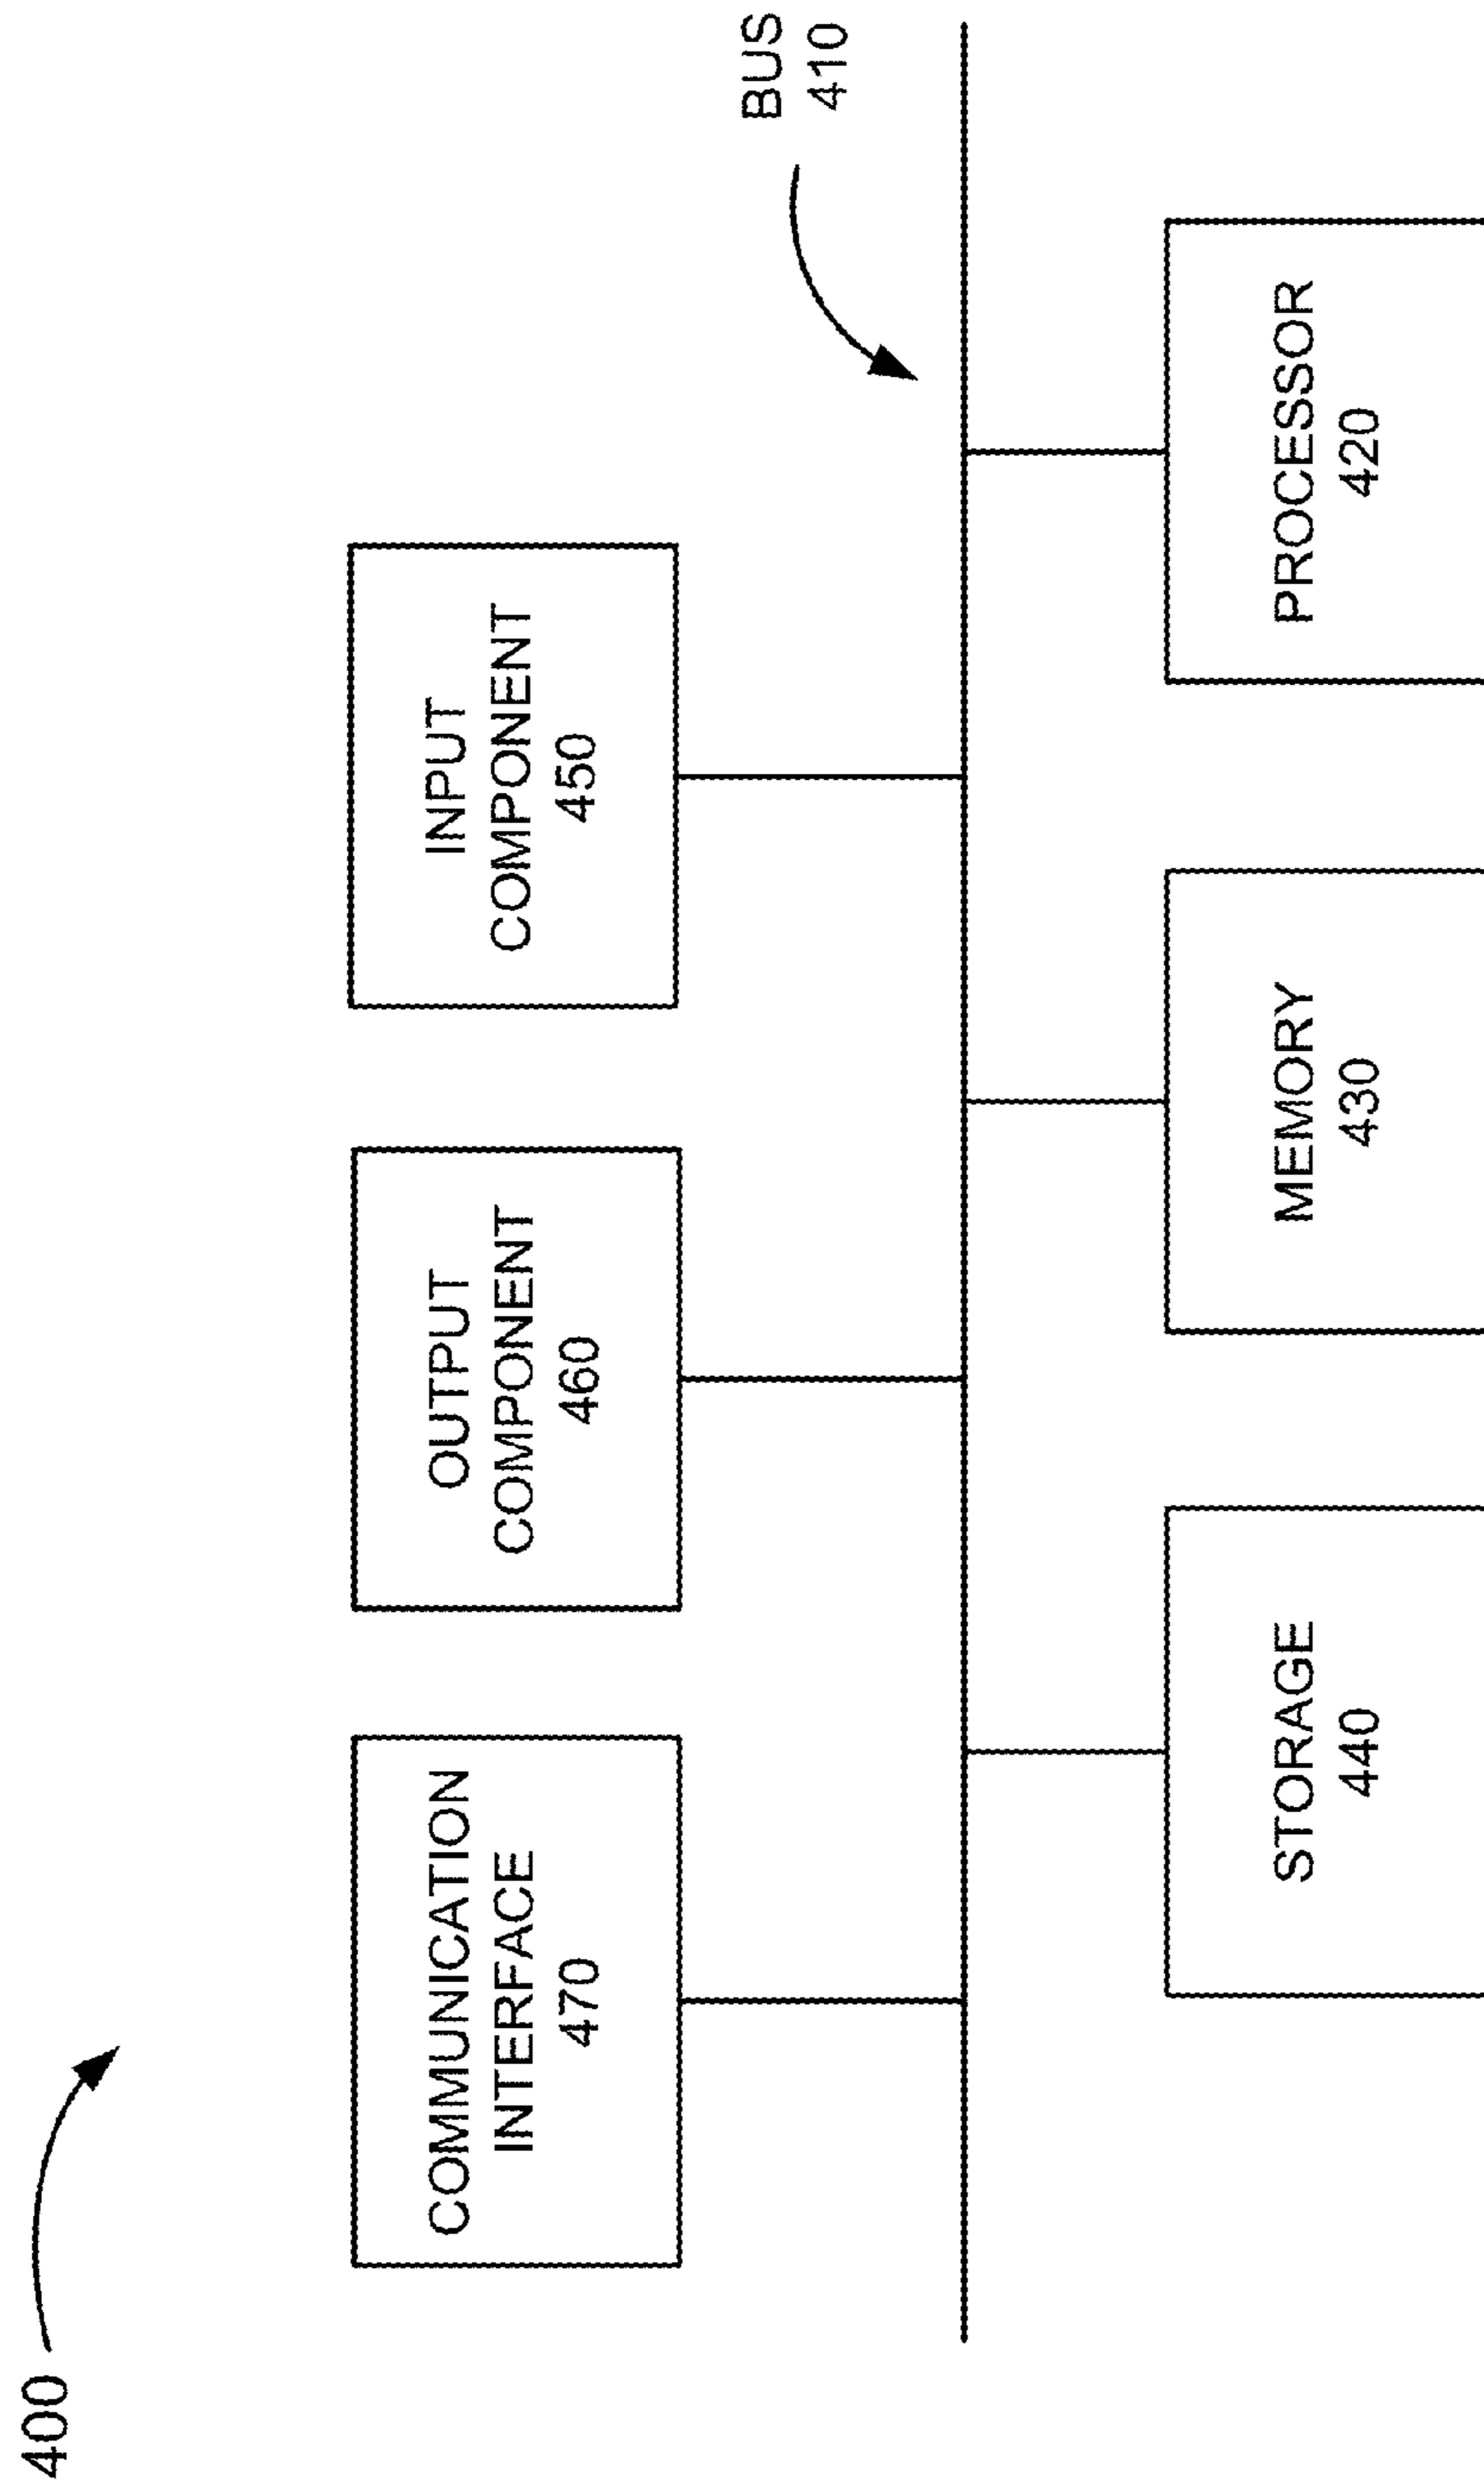 400
COMMUNICATION
INTERFACE
470
OUTPUT
COMPONENT
460
INPUT
COMPONENT
450
BUS
410
STORAGE
440
MEMORY
430
PROCESSOR
420